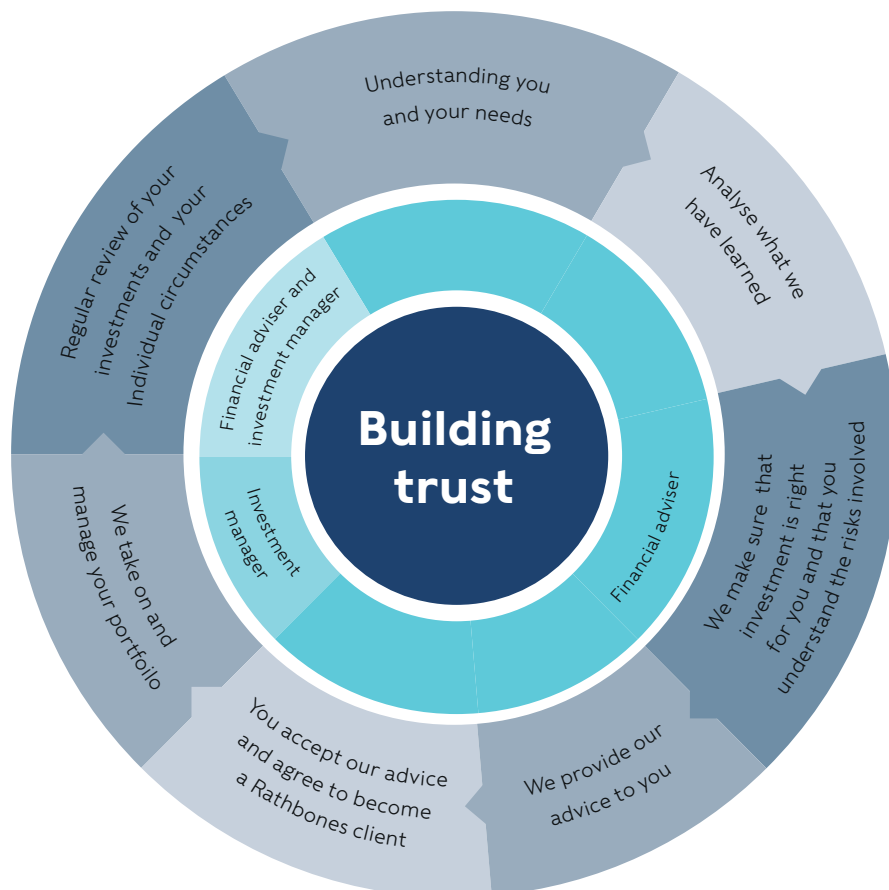 Understanding you
and your needs
Analyse what we
have learned
We make sure that
investment is right
for you and that you
understand the risks involved
We provide our
advice to you
You accept our advice
and agree to become
a Rathbones client
We take on and
manage your portfoilo
Regular review of your
investments and your
Individual circumstances
Financial adviser and
investment manager
Investment
manager
Financial adviser
Building
trust